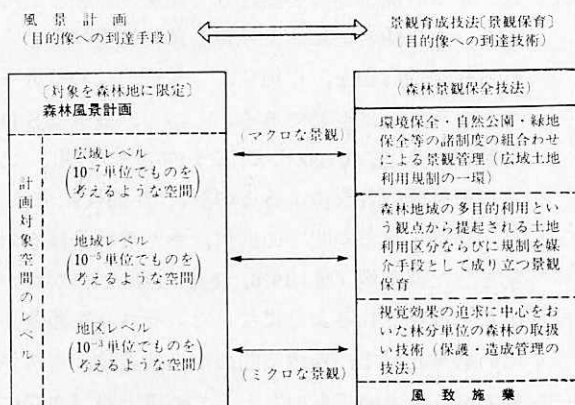 風景計画
(目的像への到達手段)
景観育成技法〔景観保育〕
(目的像への到達技術)
〔対象を森林地に限定〕
森林風景計画
計画対象空間のレベル
広域レベル
(10⁻⁷単位でものを
考えるような空間)
地域レベル
(10⁻⁵単位でものを
考えるような空間)
地区レベル
(10⁻³単位でものを
考えるような空間)
(マクロな景観)
(ミクロな景観)
(森林景観保全技法)
環境保全・自然公園・緑地
保全等の諸制度の組合わせ
による景観管理(広域土地
利用規制の一環)
森林地域の多目的利用とい
う観点から提起される土地
利用区分ならびに規制を媒
介手段として成り立つ景観
保育
視覚効果の追求に中心をお
いた林分単位の森林の取扱
い技術(保護・造成管理の
技法)
風致施業